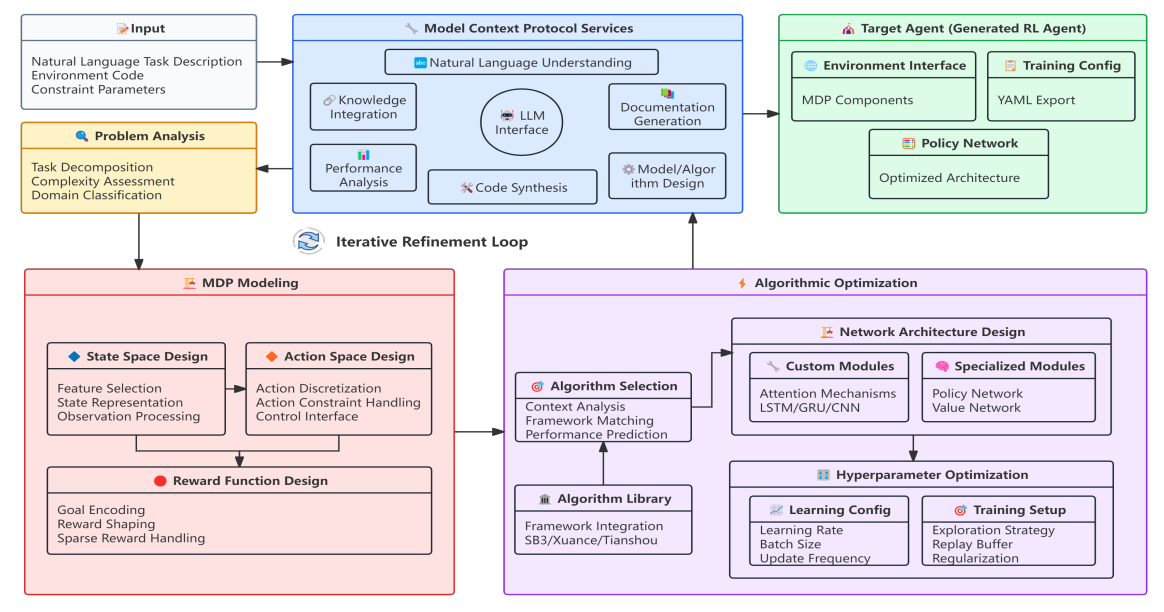 Input
Natural Language Task Description
Environment Code
Constraint Parameters
Problem Analysis
Task Decomposition
Complexity Assessment
Domain Classification
Model Context Protocol Services
abc Natural Language Understanding
Knowledge
Integration
LLM
Interface
Documentation
Generation
Performance
Analysis
Code Synthesis
Model/Algor
ithm Design
Target Agent (Generated RL Agent)
Environment Interface
MDP Components
Training Config
YAML Export
Policy Network
Optimized Architecture
Iterative Refinement Loop
MDP Modeling
State Space Design
Feature Selection
State Representation
Observation Processing
Action Space Design
Action Discretization
Action Constraint Handling
Control Interface
Reward Function Design
Goal Encoding
Reward Shaping
Sparse Reward Handling
Algorithmic Optimization
Algorithm Selection
Context Analysis
Framework Matching
Performance Prediction
Algorithm Library
Framework Integration
SB3/Xuance/Tianshou
Network Architecture Design
Custom Modules
Attention Mechanisms
LSTM/GRU/CNN
Specialized Modules
Policy Network
Value Network
Hyperparameter Optimization
Learning Config
Learning Rate
Batch Size
Update Frequency
Training Setup
Exploration Strategy
Replay Buffer
Regularization